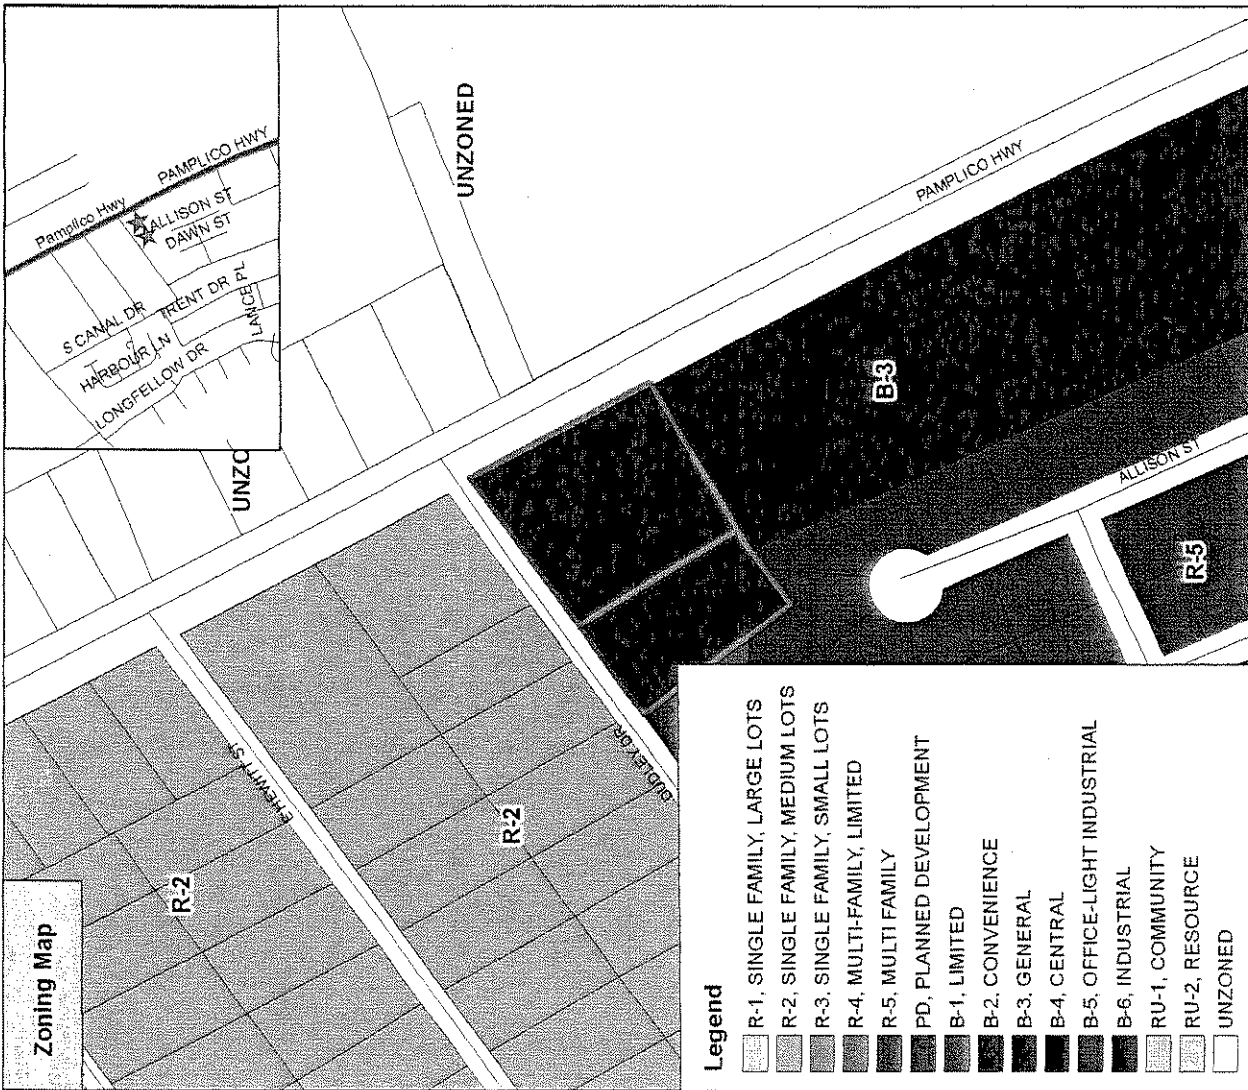 Zoning Map
Pamplico Hwy
PAMPLICO HWY
ALLISON ST
DAWN ST
S CANAL DR
TRENT DR
HARBOUR LN
LANCE PL
LONGFELLOW DR
UNZO
UNZONED
PAMPLICO HWY
R-2
E HEWITT ST
R-2
DUDLEY DR
B-3
ALLISON ST
R-5
Legend
R-1, SINGLE FAMILY, LARGE LOTS
R-2, SINGLE FAMILY, MEDIUM LOTS
R-3, SINGLE FAMILY, SMALL LOTS
R-4, MULTI-FAMILY, LIMITED
R-5, MULTI FAMILY
PD, PLANNED DEVELOPMENT
B-1, LIMITED
B-2, CONVENIENCE
B-3, GENERAL
B-4, CENTRAL
B-5, OFFICE-LIGHT INDUSTRIAL
B-6, INDUSTRIAL
RU-1, COMMUNITY
RU-2, RESOURCE
UNZONED